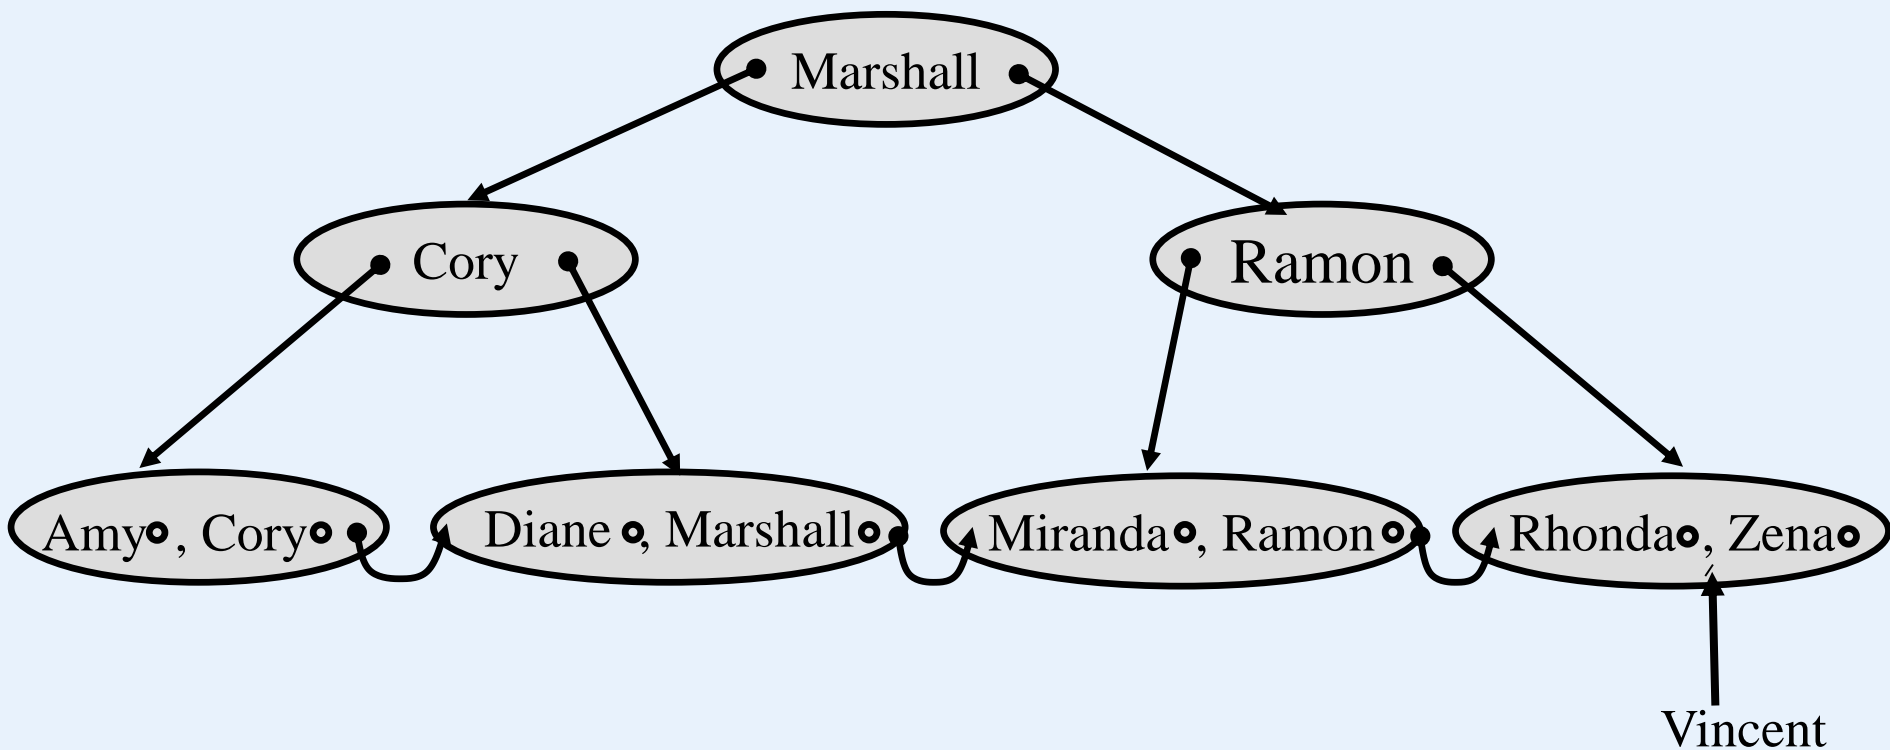 Marshall
Cory
Ramon
Amy, Cory
Diane, Marshall
Miranda, Ramon
Rhonda, Zena
Vincent